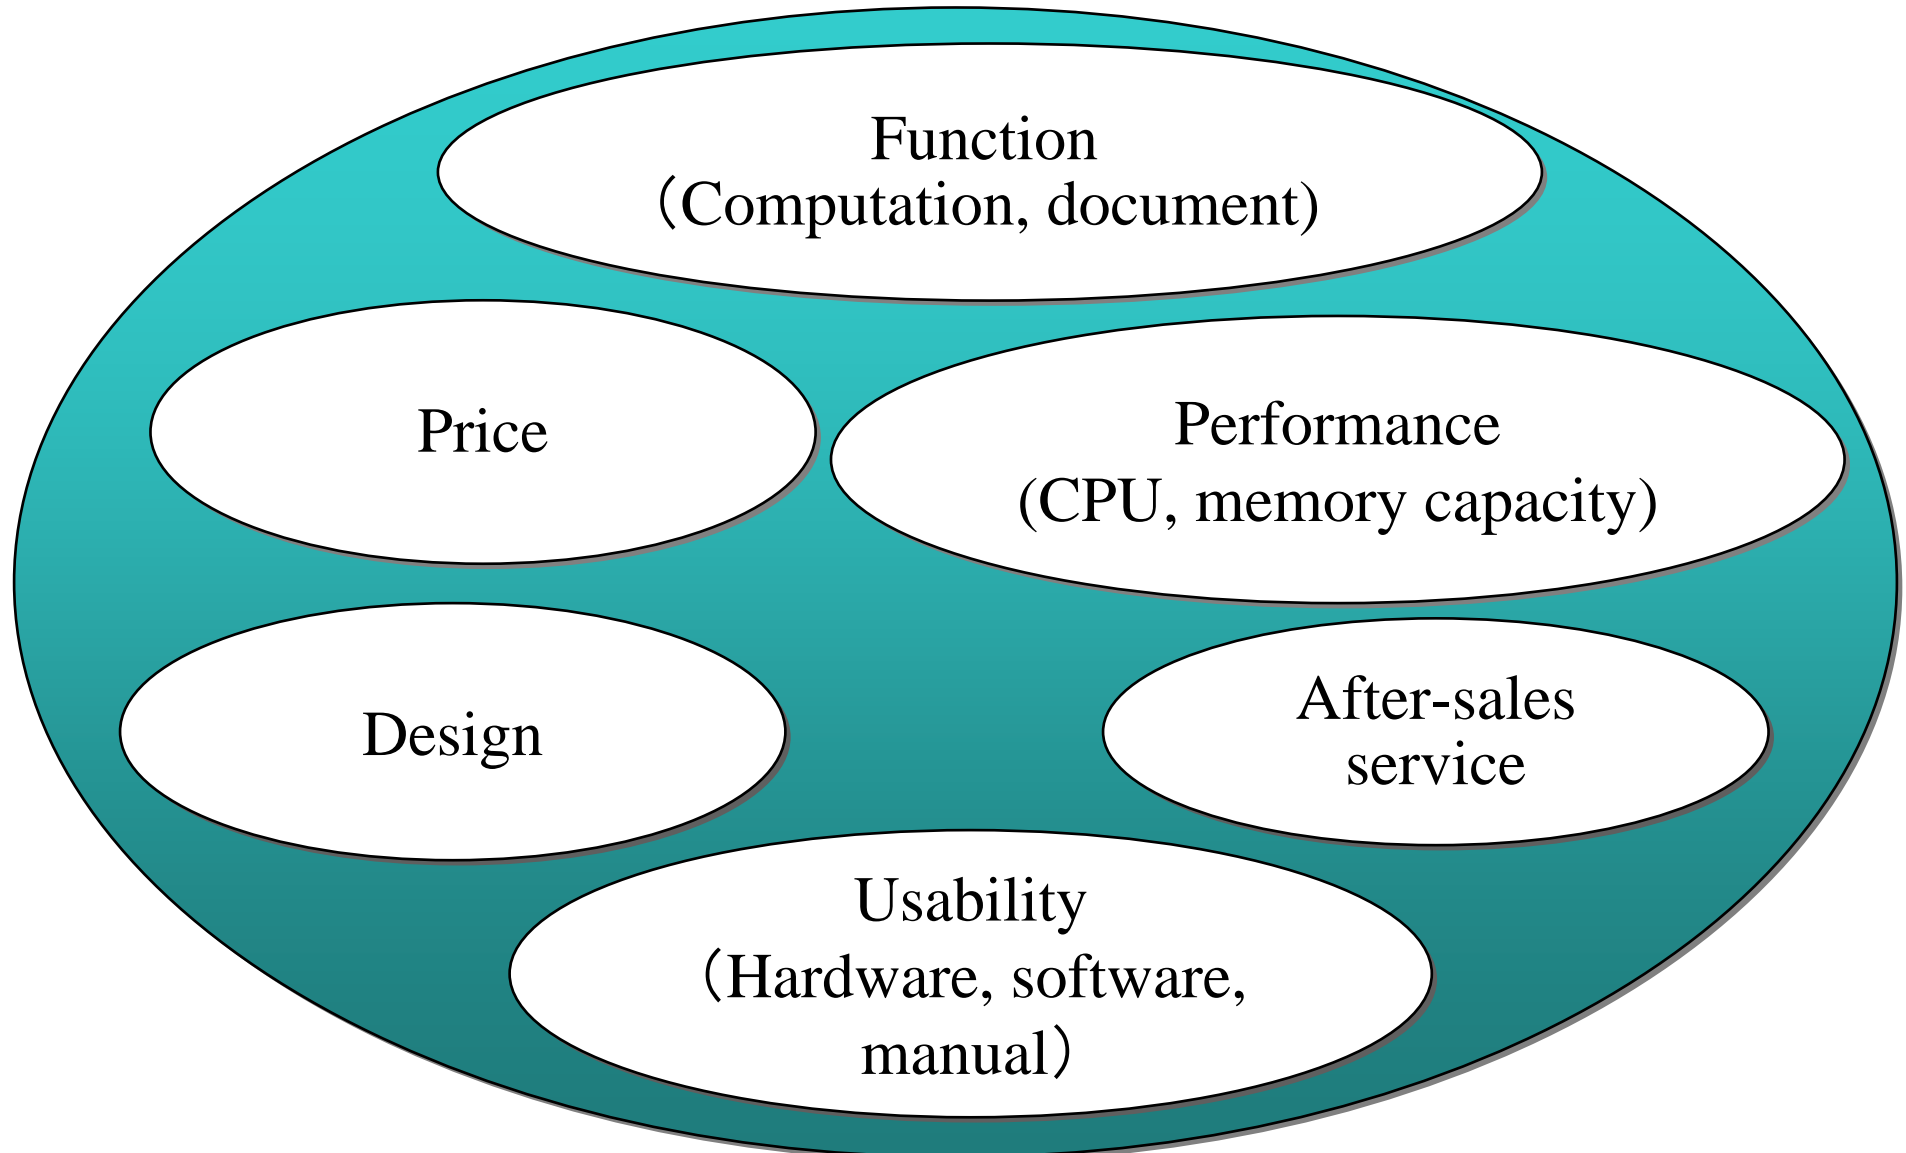 Function
（Computation, document)
Price
Performance
(CPU, memory capacity)
Design
After-sales
service
Usability
（Hardware, software,
manual）